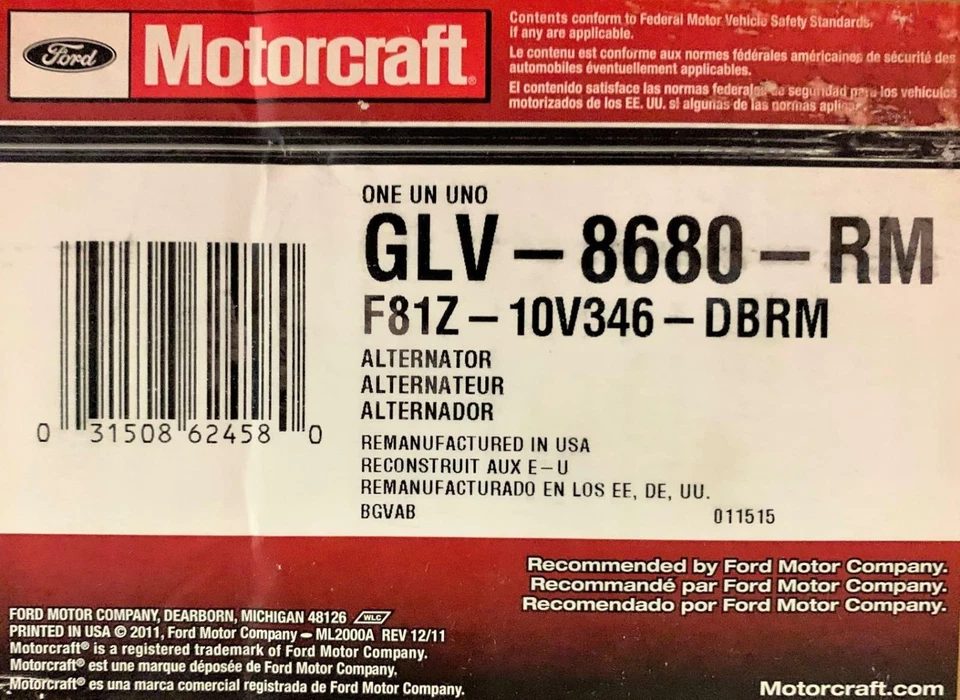 Ford
Motorcraft®
Contents conform to Federal Motor Vehicle Safety Standards,
if any are applicable.
Le contenu est conforme aux normes fédérales américaines de sécurité des
automobiles éventuellement applicables.
El contenido satisface las normas federales de seguridad para los vehículos
motorizados de los EE. UU. si algunas de las normas
ONE UN UNO
GLV – 8680 – RM
F81Z – 10V346 – DBRM
ALTERNATOR
ALTERNATEUR
ALTERNADOR
REMANUFACTURED IN USA
RECONSTRUIT AUX E–U
REMANUFACTURADO EN LOS EE, DE, UU.
BGVAB 011515
0 31508 62458 0
Recommended by Ford Motor Company.
Recommandé par Ford Motor Company.
Recomendado por Ford Motor Company.
FORD MOTOR COMPANY, DEARBORN, MICHIGAN 48126 WLC
PRINTED IN USA © 2011, Ford Motor Company – ML2000A REV 12/11
Motorcraft® is a registered trademark of Ford Motor Company.
Motorcraft® est une marque déposée de Ford Motor Company.
Motorcraft® es una marca comercial registrada de Ford Motor Company.
Motorcraft.com